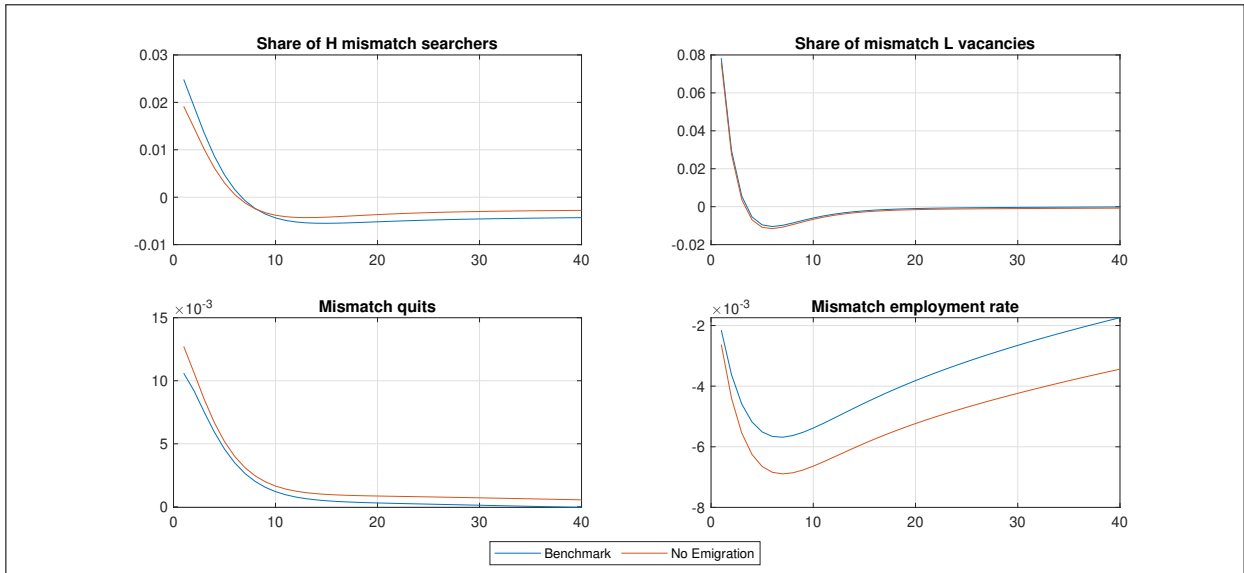 Share of H mismatch searchers
0.03
0.02
0.01
0
-0.01
0 10 20 30 40
Share of mismatch L vacancies
0.08
0.06
0.04
0.02
0
-0.02
0 10 20 30 40
Mismatch quits
×10⁻³
15
10
5
0
0 10 20 30 40
Mismatch employment rate
×10⁻³
-2
-4
-6
-8
0 10 20 30 40
Benchmark No Emigration